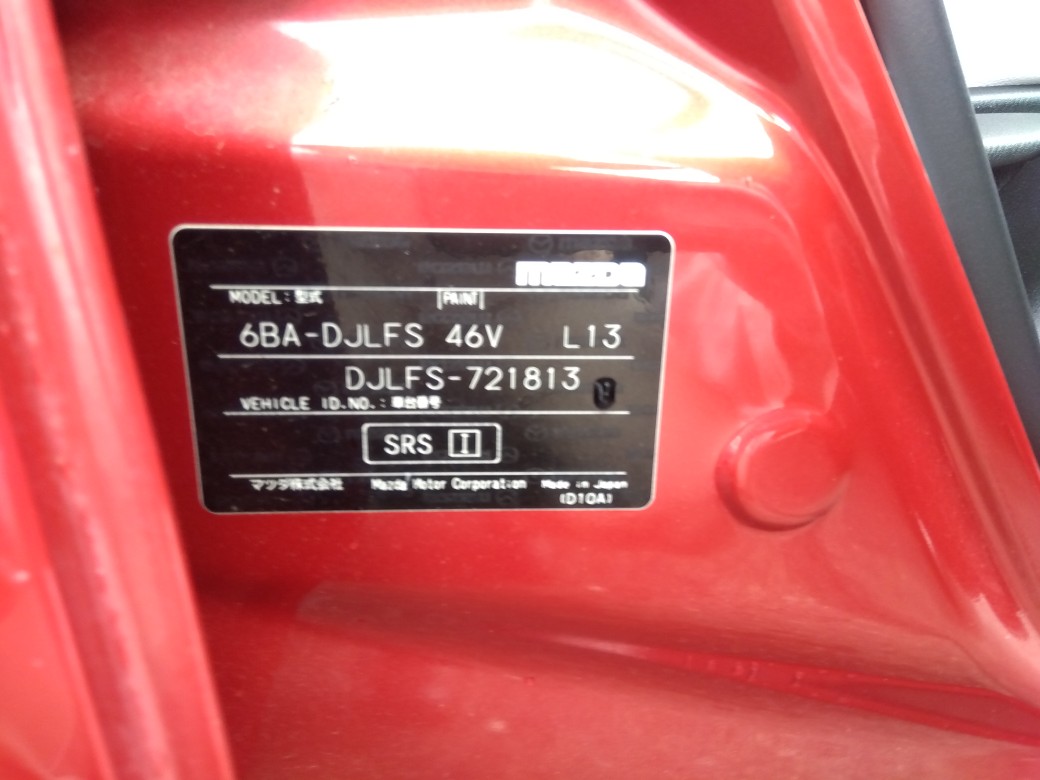 mazda
MODEL:型式 PAINT
6BA-DJLFS 46V L13
DJLFS-721813
VEHICLE ID.NO.:車台番号
SRS I
マツダ株式会社 Mazda Motor Corporation Made in Japan
(D10A)